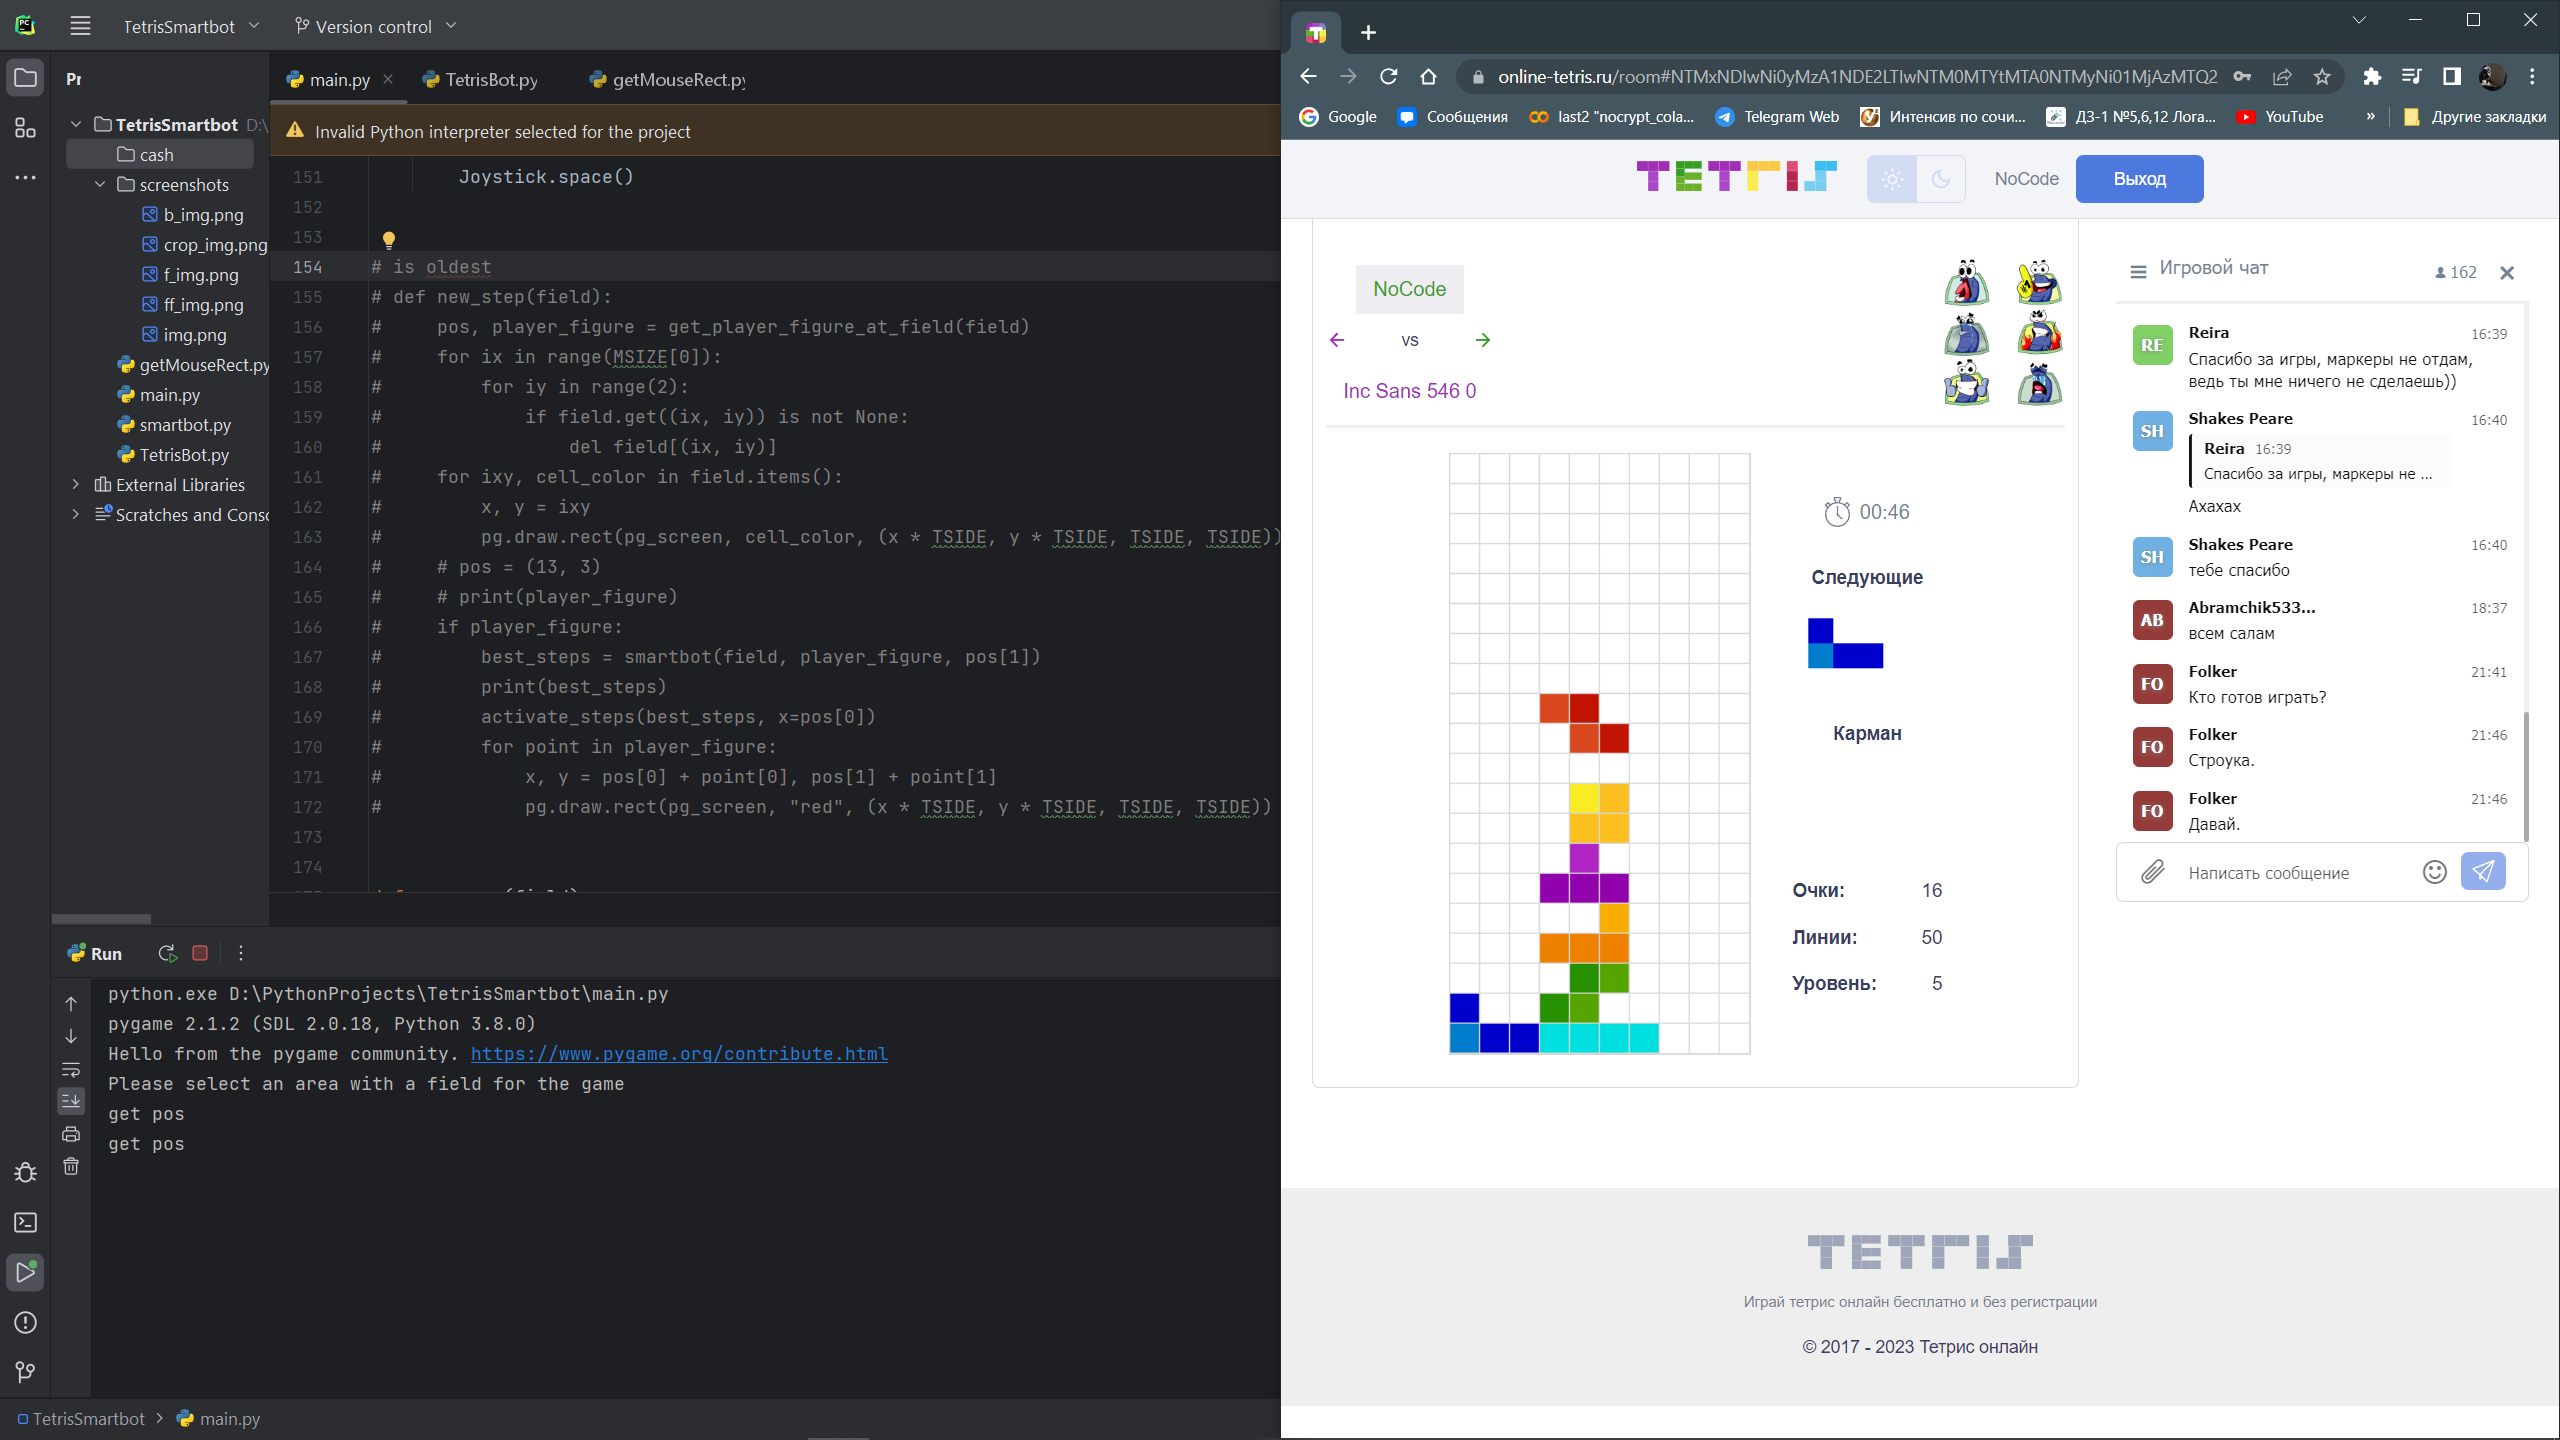 TetrisSmartbot
Version control
Pr
TetrisSmartbot D:\
cash
screenshots
b_img.png
crop_img.png
f_img.png
ff_img.png
img.png
getMouseRect.py
main.py
smartbot.py
TetrisBot.py
External Libraries
Scratches and Conso
main.py
TetrisBot.py
getMouseRect.py
Invalid Python interpreter selected for the project
151 Joystick.space()
152
153
154 # is oldest
155 # def new_step(field):
156 # pos, player_figure = get_player_figure_at_field(field)
157 # for ix in range(MSIZE[0]):
158 # for iy in range(2):
159 # if field.get((ix, iy)) is not None:
160 # del field[(ix, iy)]
161 # for ixy, cell_color in field.items():
162 # x, y = ixy
163 # pg.draw.rect(pg_screen, cell_color, (x * TSIDE, y * TSIDE, TSIDE, TSIDE))
164 # # pos = (13, 3)
165 # # print(player_figure)
166 # if player_figure:
167 # best_steps = smartbot(field, player_figure, pos[1])
168 # print(best_steps)
169 # activate_steps(best_steps, x=pos[0])
170 # for point in player_figure:
171 # x, y = pos[0] + point[0], pos[1] + point[1]
172 # pg.draw.rect(pg_screen, "red", (x * TSIDE, y * TSIDE, TSIDE, TSIDE))
173
174
Run
python.exe D:\PythonProjects\TetrisSmartbot\main.py
pygame 2.1.2 (SDL 2.0.18, Python 3.8.0)
Hello from the pygame community. https://www.pygame.org/contribute.html
Please select an area with a field for the game
get pos
get pos
TetrisSmartbot > main.py
online-tetris.ru/room#NTMxNDIwNi0yMzA1NDE2LTIwNTM0MTYtMTA0NTMyNi01MjAzMTQ2
Google
Сообщения
last2 "nocrypt_cola...
Telegram Web
Интенсив по сочи...
ДЗ-1 №5,6,12 Лога...
YouTube
»
Другие закладки
TETRIS
NoCode
Выход
NoCode
vs
Inc Sans 546 0
00:46
Следующие
Карман
Очки: 16
Линии: 50
Уровень: 5
Игровой чат
162
RE
Reira 16:39
Спасибо за игры, маркеры не отдам,
ведь ты мне ничего не сделаешь))
SH
Shakes Peare 16:40
Reira 16:39
Спасибо за игры, маркеры не ...
Ахахах
SH
Shakes Peare 16:40
тебе спасибо
AB
Abramchik533... 18:37
всем салам
FO
Folker 21:41
Кто готов играть?
FO
Folker 21:46
Строука.
FO
Folker 21:46
Давай.
Написать сообщение
TETRIS
Играй тетрис онлайн бесплатно и без регистрации
© 2017 - 2023 Тетрис онлайн